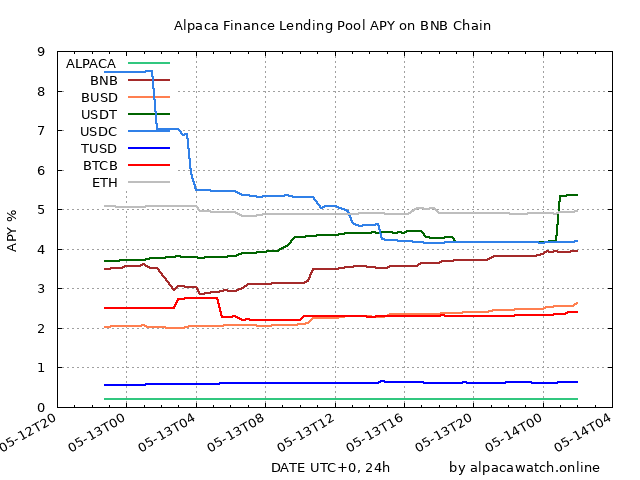 Alpaca Finance Lending Pool APY on BNB Chain
APY %
9
8
7
6
5
4
3
2
1
0
ALPACA
BNB
BUSD
USDT
USDC
TUSD
BTCB
ETH
05-12T20
05-13T00
05-13T04
05-13T08
05-13T12
05-13T16
05-13T20
05-14T00
05-14T04
DATE UTC+0, 24h
by alpacawatch.online